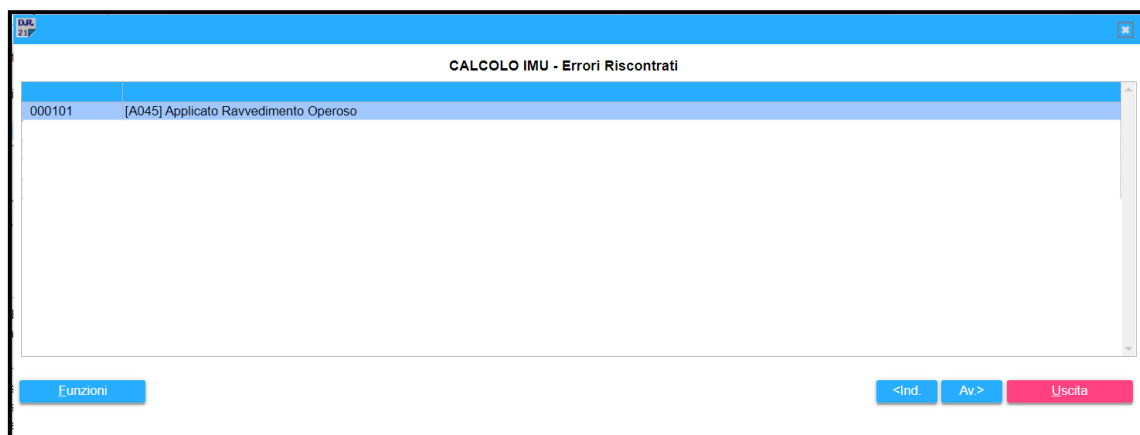 D.R.
21
CALCOLO IMU - Errori Riscontrati
000101 [A045] Applicato Ravvedimento Operoso
Funzioni <Ind. Av.> Uscita